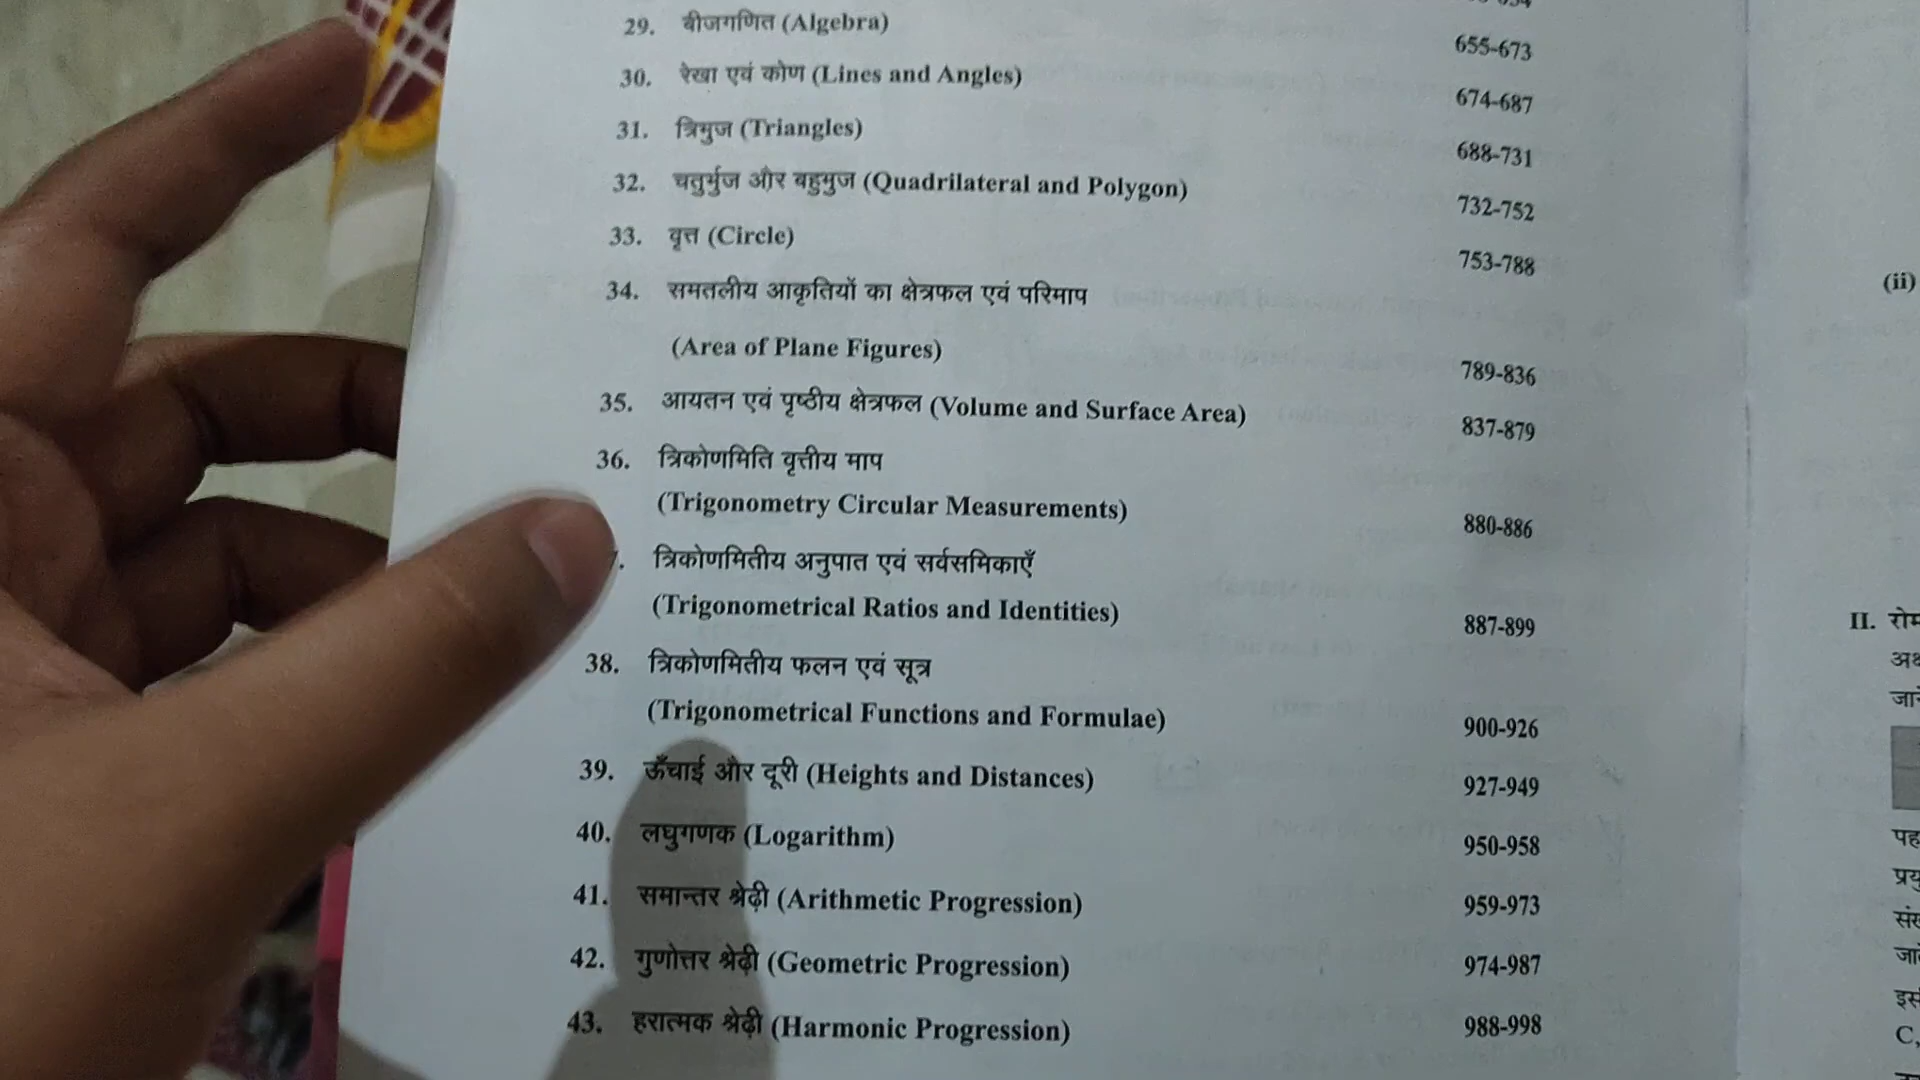 29. बीजगणित (Algebra) 655-673
30. रेखा एवं कोण (Lines and Angles) 674-687
31. त्रिभुज (Triangles) 688-731
32. चतुर्भुज और बहुभुज (Quadrilateral and Polygon) 732-752
33. वृत्त (Circle) 753-788
34. समतलीय आकृतियों का क्षेत्रफल एवं परिमाप
(Area of Plane Figures) 789-836
35. आयतन एवं पृष्ठीय क्षेत्रफल (Volume and Surface Area) 837-879
36. त्रिकोणमिति वृत्तीय माप
(Trigonometry Circular Measurements) 880-886
त्रिकोणमितीय अनुपात एवं सर्वसमिकाएँ
(Trigonometrical Ratios and Identities) 887-899
38. त्रिकोणमितीय फलन एवं सूत्र
(Trigonometrical Functions and Formulae) 900-926
39. ऊँचाई और दूरी (Heights and Distances) 927-949
40. लघुगणक (Logarithm) 950-958
41. समान्तर श्रेढ़ी (Arithmetic Progression) 959-973
42. गुणोत्तर श्रेढ़ी (Geometric Progression) 974-987
43. हरात्मक श्रेढ़ी (Harmonic Progression) 988-998
(ii)
II.